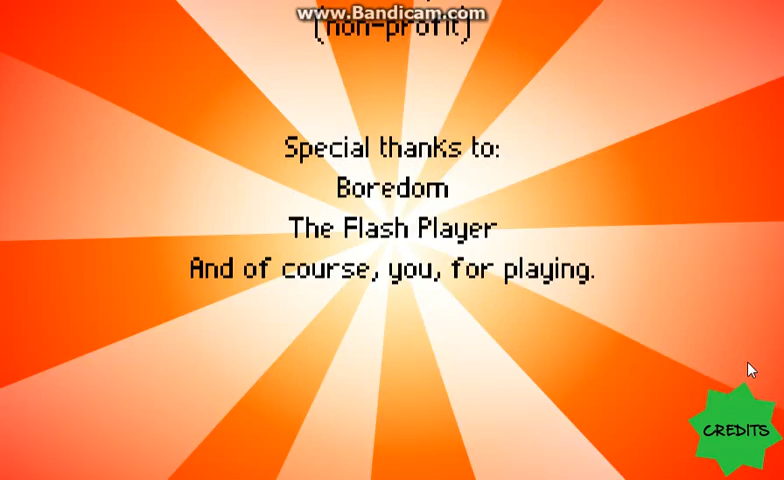 www.Bandicam.com
(non-profit)
Special thanks to:
Boredom
The Flash Player
And of course, you, for playing.
CREDITS